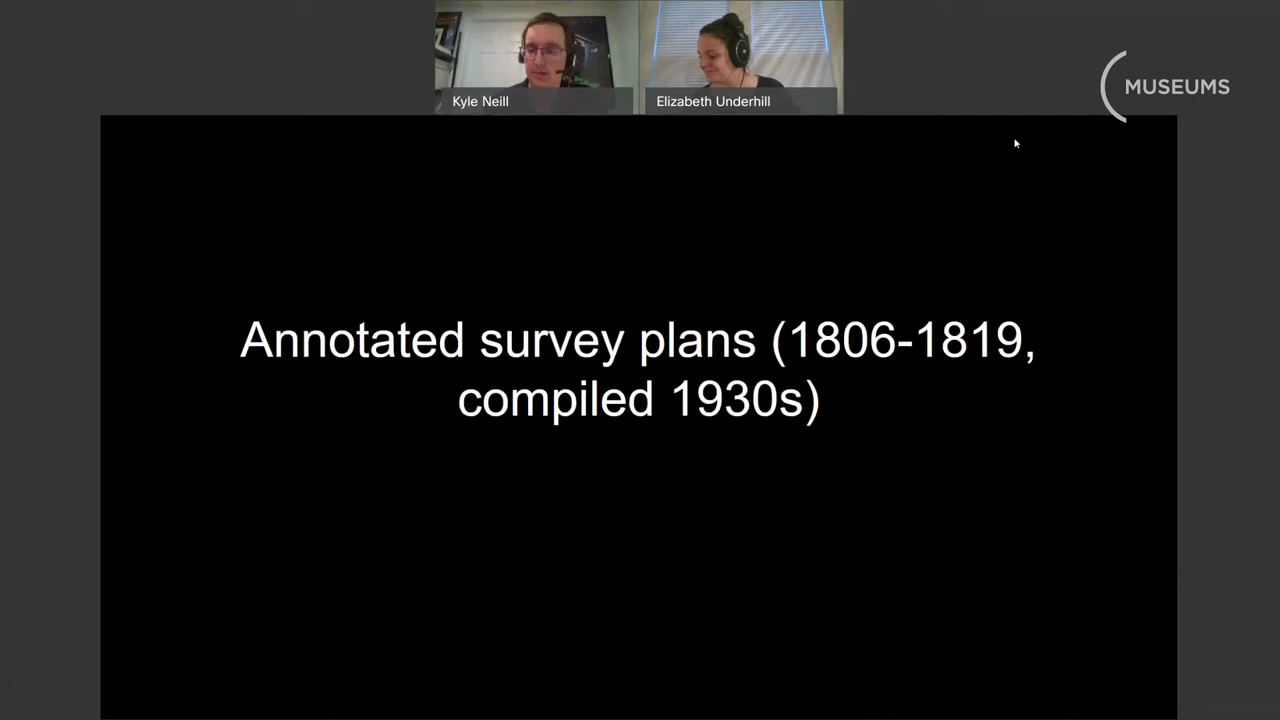 Kyle Neill
Elizabeth Underhill
MUSEUMS
Annotated survey plans (1806-1819,
compiled 1930s)